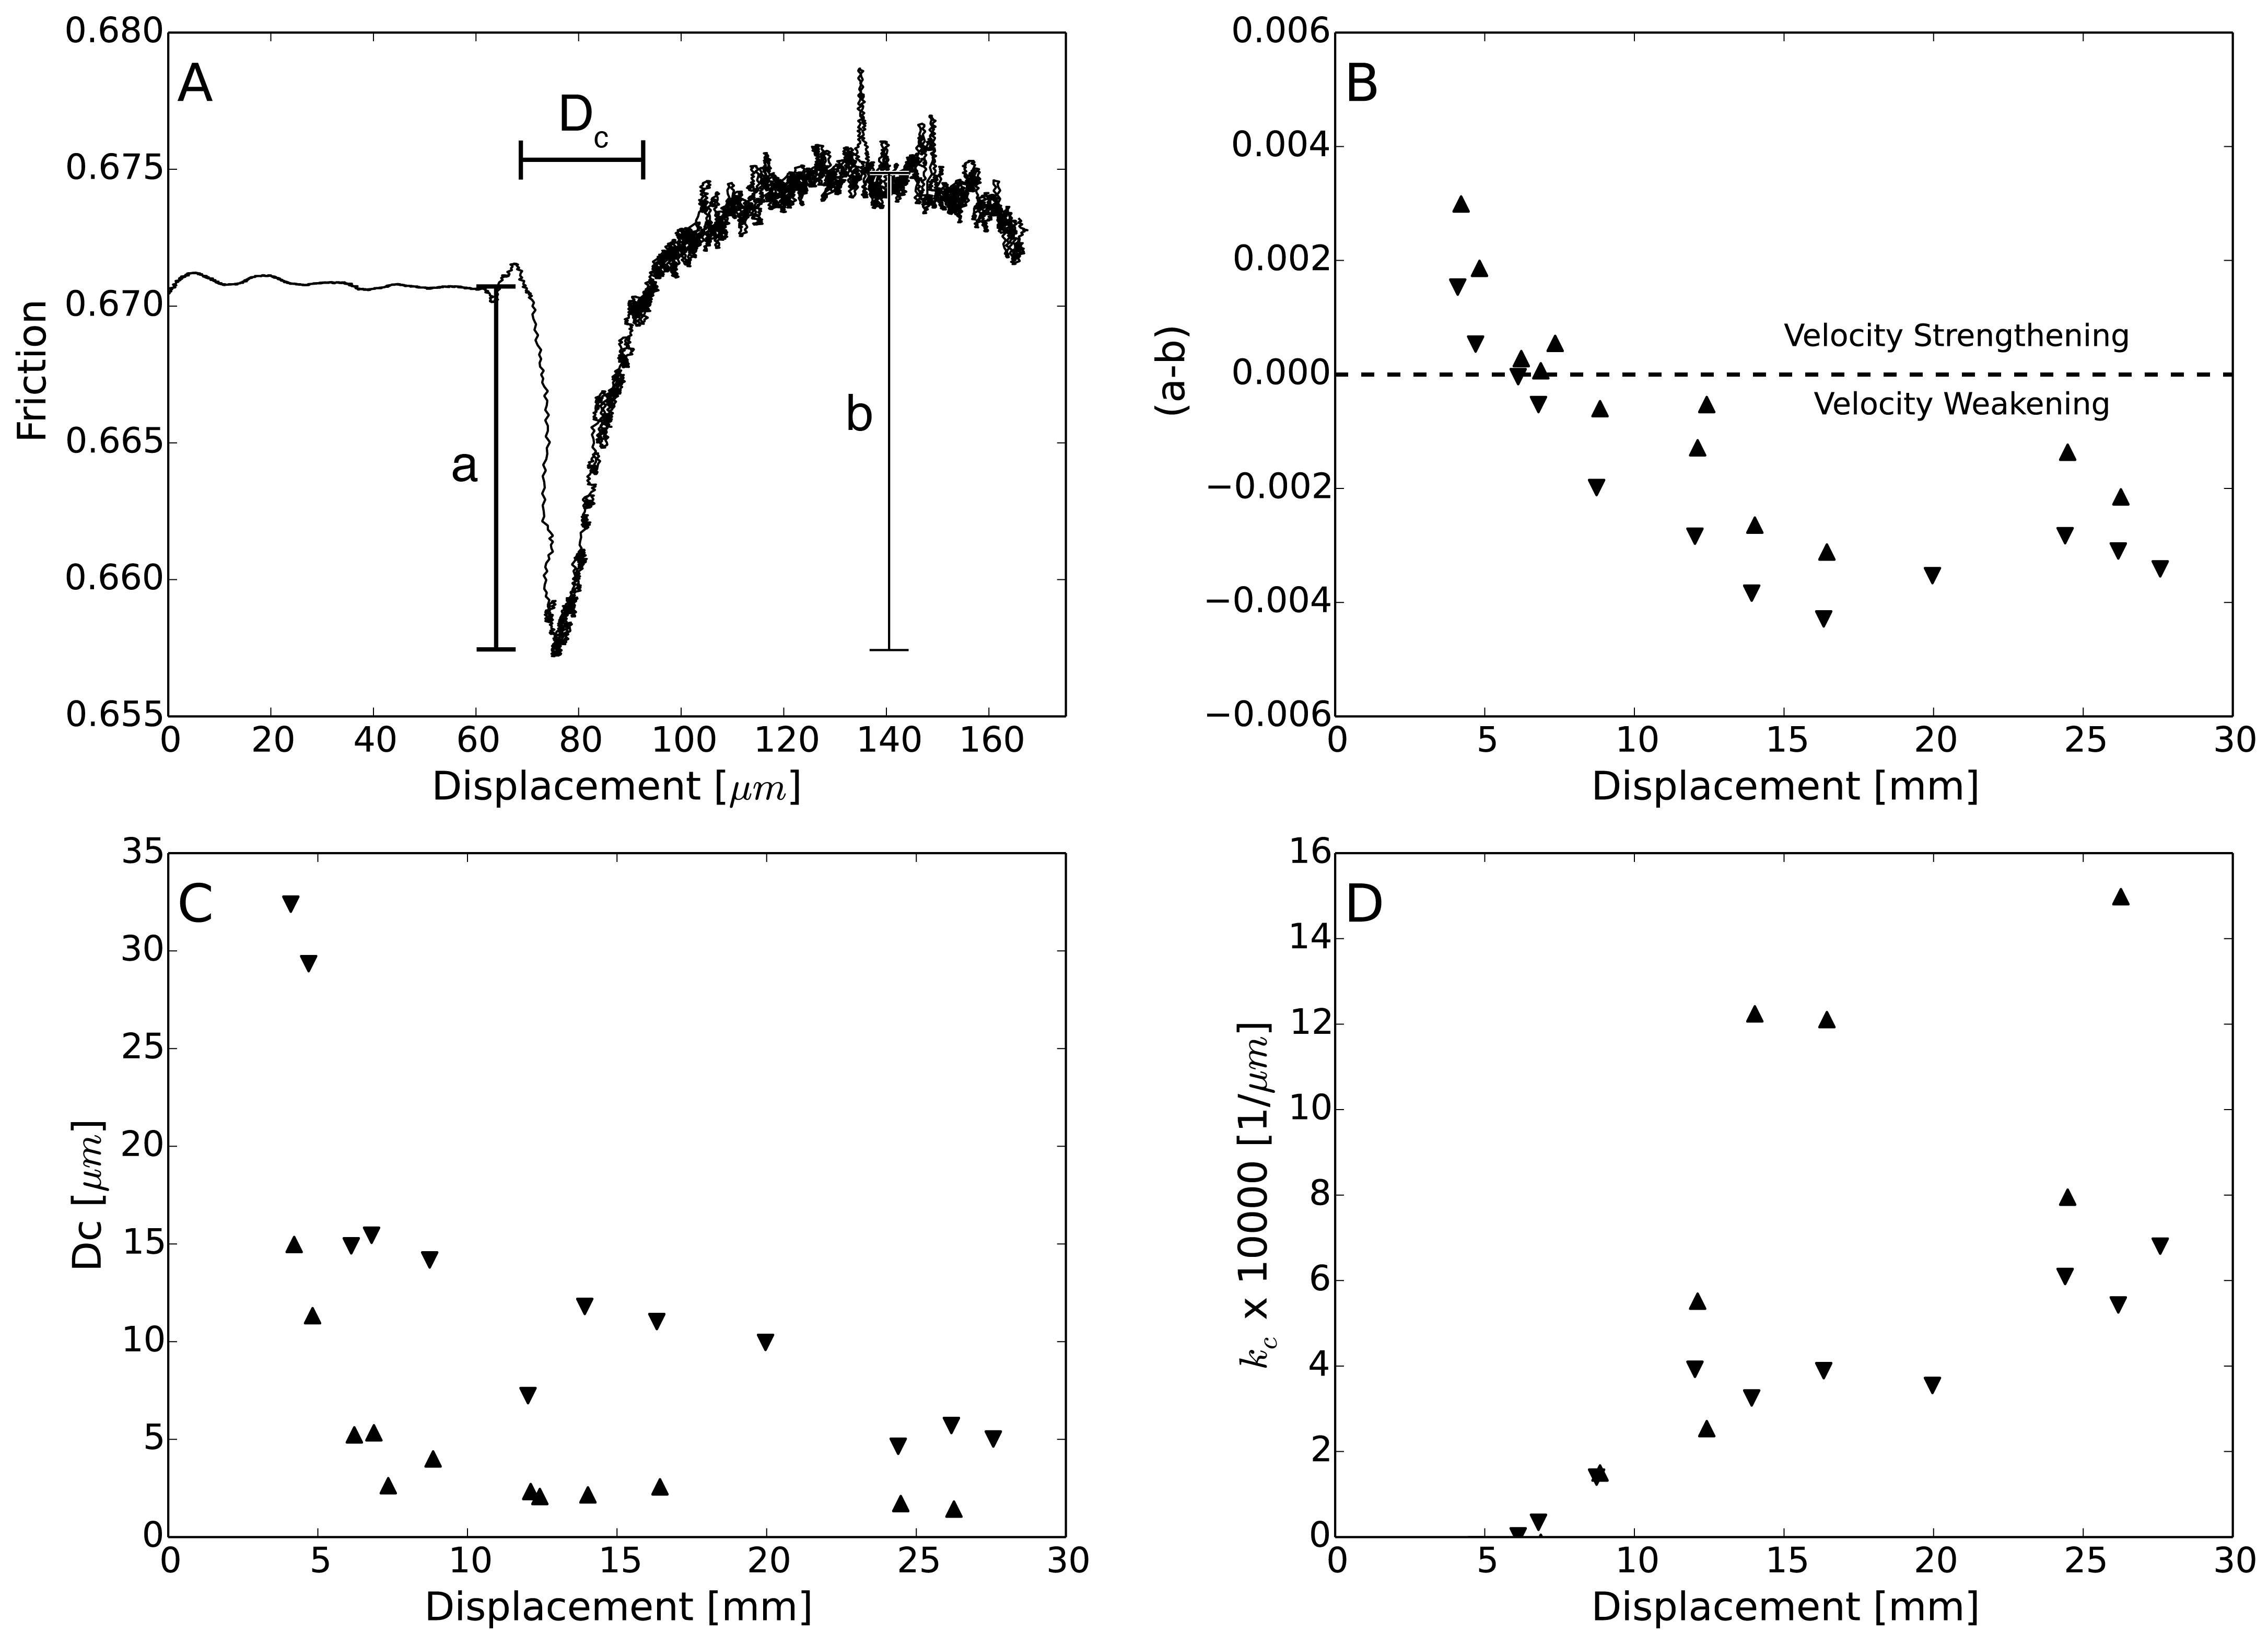 A
0.680
0.675
0.670
0.665
0.660
0.655
Friction
Dc
a
b
0 20 40 60 80 100 120 140 160
Displacement [μm]
B
0.006
0.004
0.002
0.000
−0.002
−0.004
−0.006
(a-b)
Velocity Strengthening
Velocity Weakening
0 5 10 15 20 25 30
Displacement [mm]
C
35
30
25
20
15
10
5
0
Dc [μm]
0 5 10 15 20 25 30
Displacement [mm]
D
16
14
12
10
8
6
4
2
0
kc x 10000 [1/μm]
0 5 10 15 20 25 30
Displacement [mm]